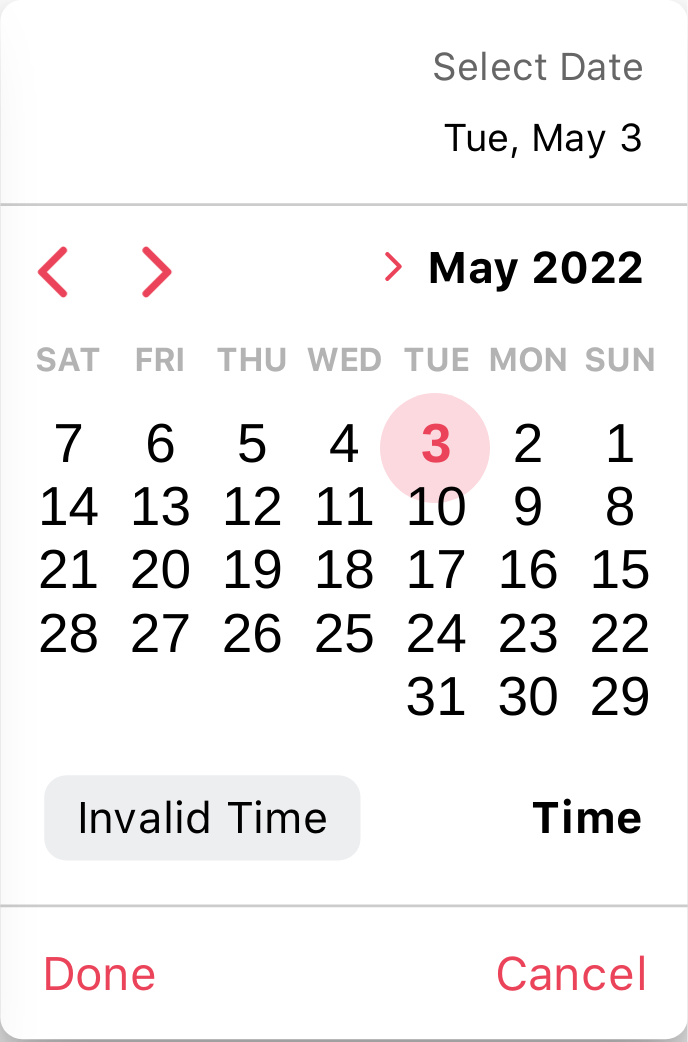 Select Date
Tue, May 3
May 2022
SAT FRI THU WED TUE MON SUN
7 6 5 4 3 2 1
14 13 12 11 10 9 8
21 20 19 18 17 16 15
28 27 26 25 24 23 22
31 30 29
Invalid Time Time
Done Cancel